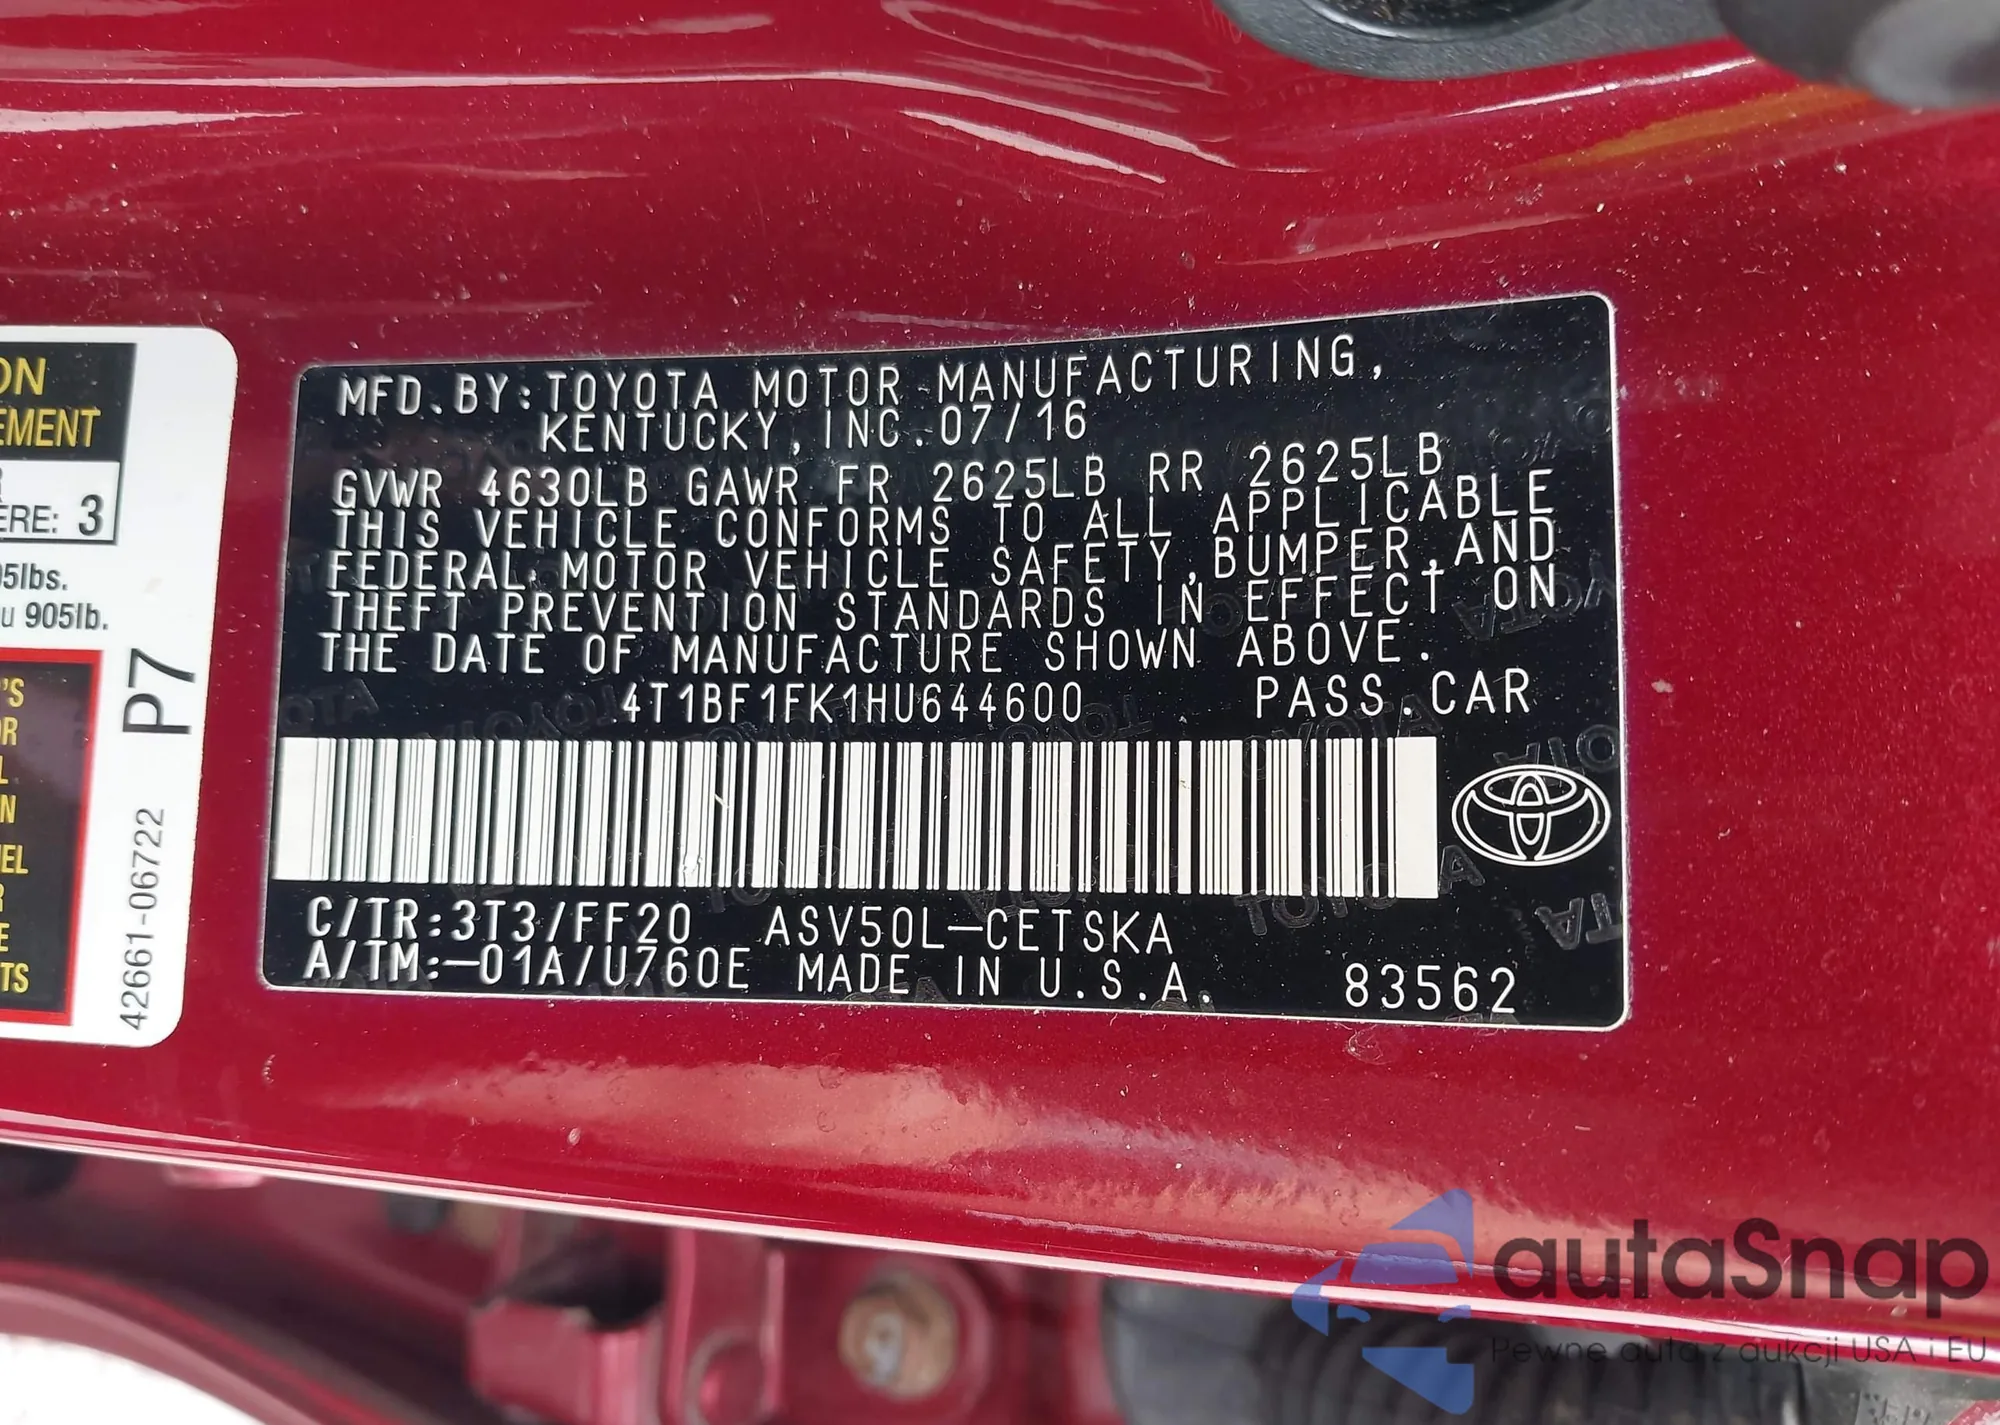 ON
EMENT
R
ERE: 3
05lbs.
u 905lb.
'S
OR
L
N
EL
R
E
TS
P7
42661-06722
MFD.BY:TOYOTA MOTOR MANUFACTURING,
KENTUCKY,INC.07/16
GVWR 4630LB GAWR FR 2625LB RR 2625LB
THIS VEHICLE CONFORMS TO ALL APPLICABLE
FEDERAL MOTOR VEHICLE SAFETY,BUMPER,AND
THEFT PREVENTION STANDARDS IN EFFECT ON
THE DATE OF MANUFACTURE SHOWN ABOVE.
4T1BF1FK1HU644600 PASS.CAR
C/TR:3T3/FF20 ASV50L-CETSKA
A/TM:-01A/U760E MADE IN U.S.A. 83562
autaSnap
Pewne auta z aukcji USA i EU